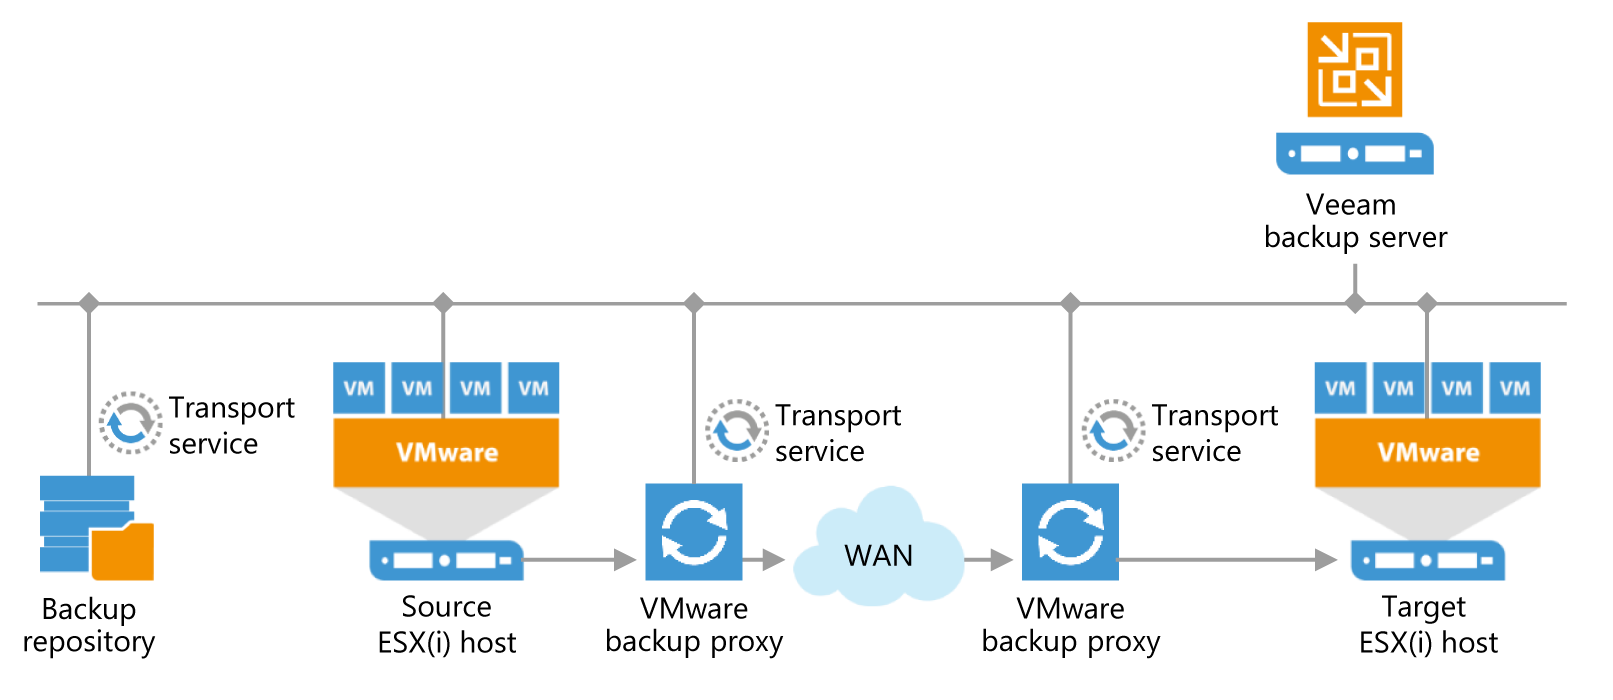 Veeam
backup server
VM VM VM VM
VM VM VM VM
Transport
service
VMware
Transport
service
Transport
service
VMware
WAN
Backup
repository
Source
ESX(i) host
VMware
backup proxy
VMware
backup proxy
Target
ESX(i) host